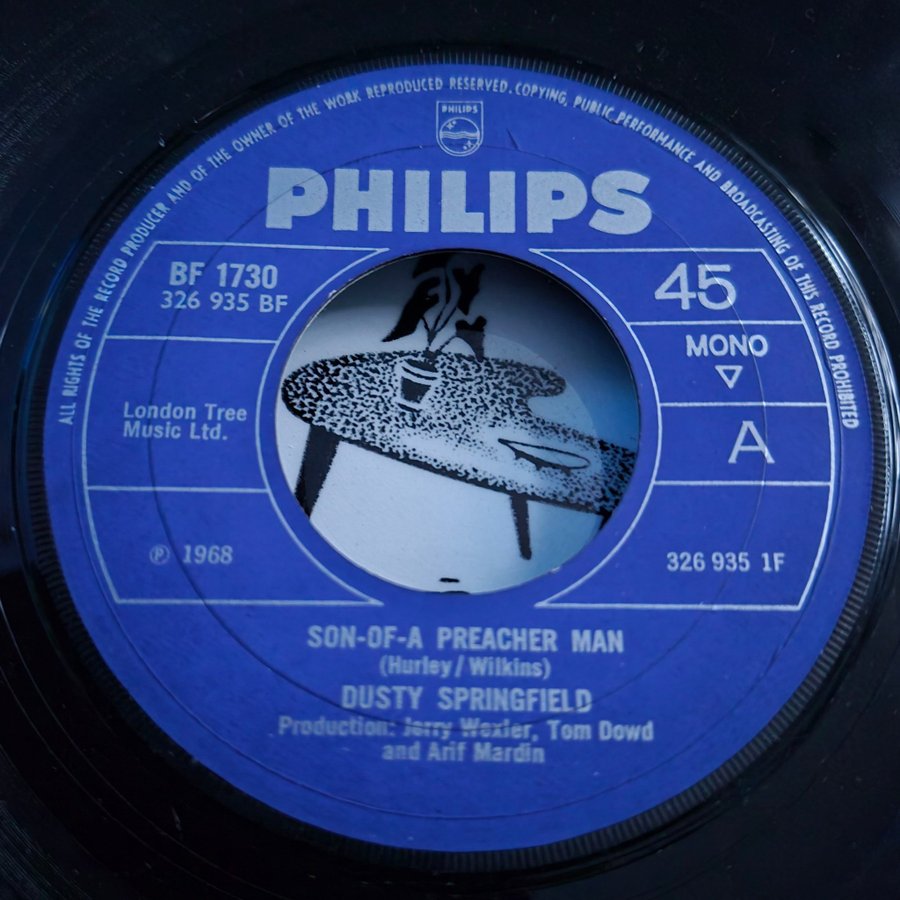 ALL RIGHTS OF THE RECORD PRODUCER AND OF THE OWNER OF THE WORK REPRODUCED RESERVED. COPYING, PUBLIC PERFORMANCE AND BROADCASTING OF THIS RECORD PROHIBITED
PHILIPS
PHILIPS
BF 1730
326 935 BF
45
MONO
London Tree
Music Ltd.
A
℗ 1968
326 935 1F
SON-OF-A PREACHER MAN
(Hurley/Wilkins)
DUSTY SPRINGFIELD
Production: Jerry Wexler, Tom Dowd
and Arif Mardin